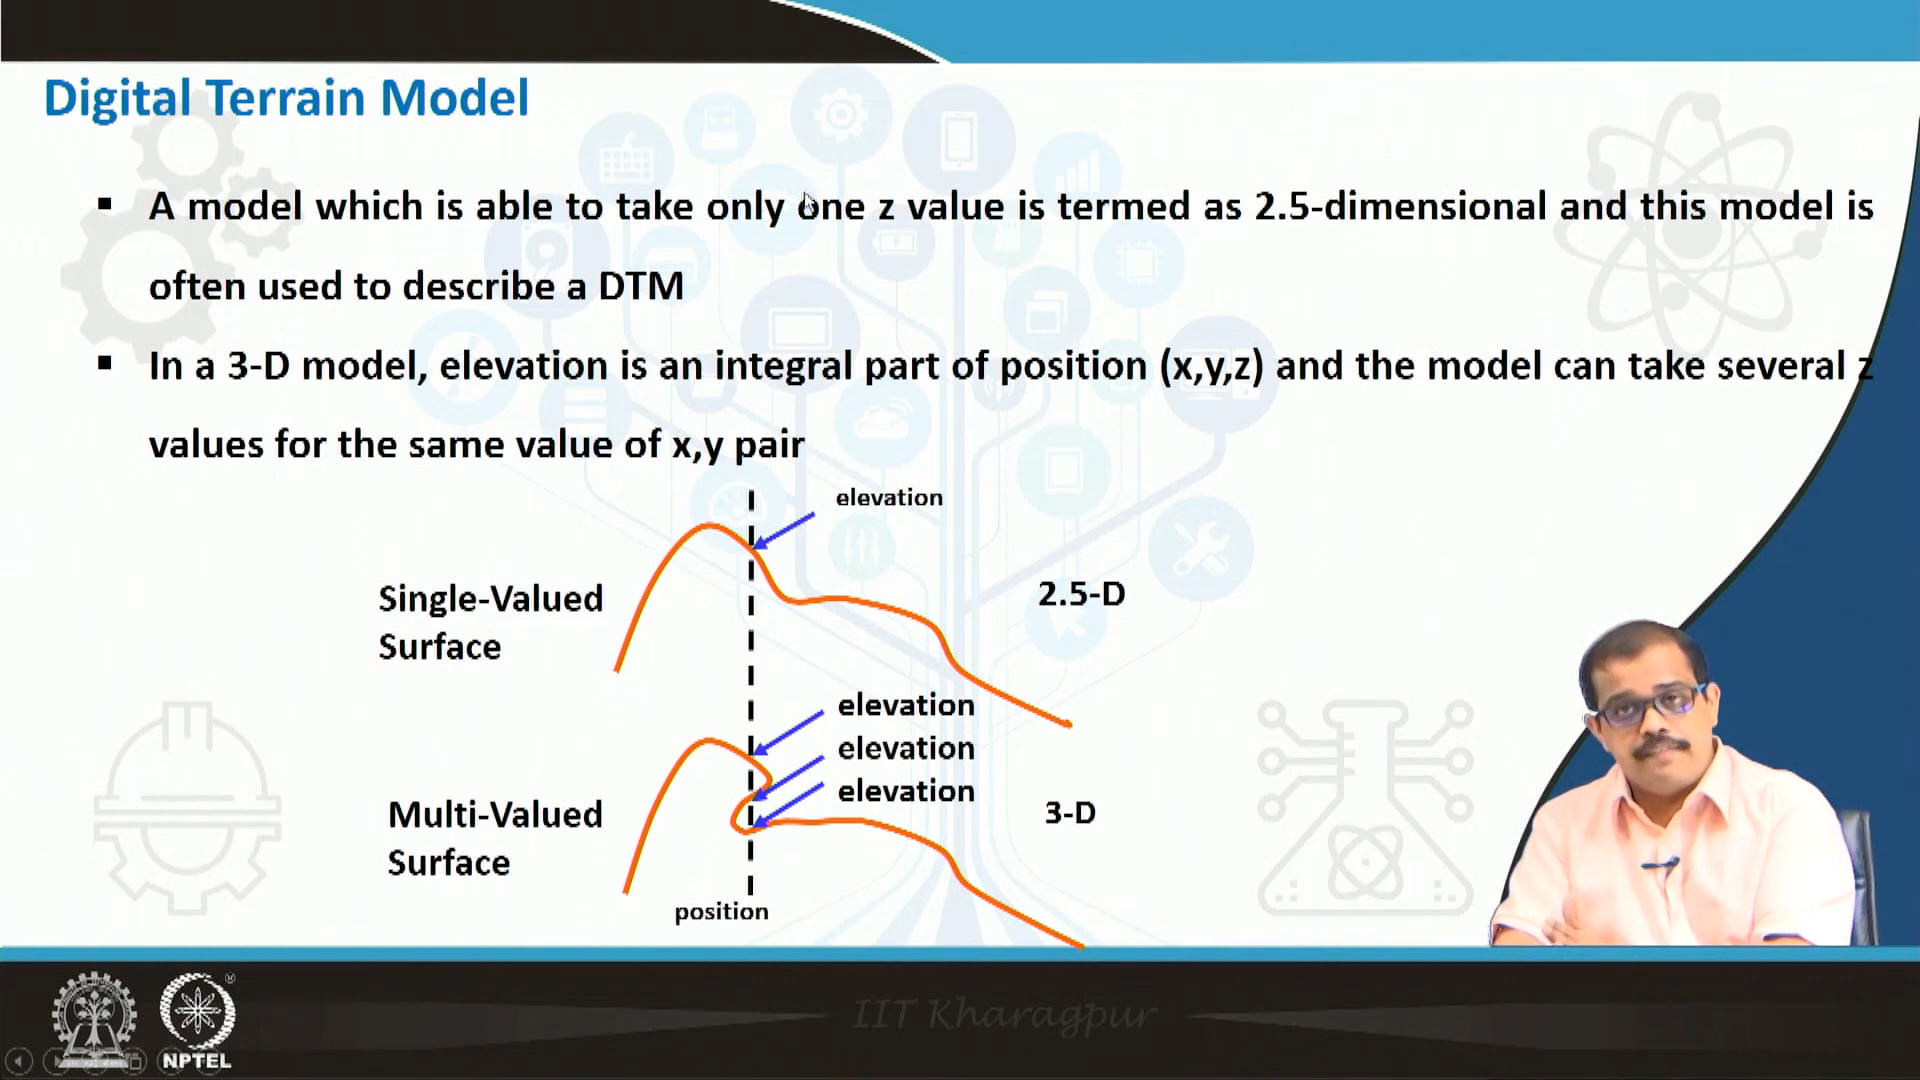 Digital Terrain Model
▪ A model which is able to take only one z value is termed as 2.5-dimensional and this model is
often used to describe a DTM
▪ In a 3-D model, elevation is an integral part of position (x,y,z) and the model can take several z
values for the same value of x,y pair
elevation
Single-Valued
Surface
2.5-D
elevation
elevation
elevation
Multi-Valued
Surface
3-D
position
IIT Kharagpur
NPTEL